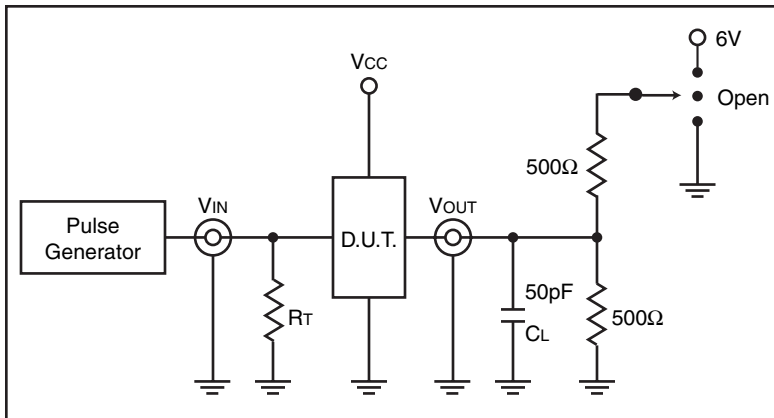 6V
VCC
Open
500Ω
Pulse
Generator
VIN
D.U.T.
VOUT
RT
50pF
CL
500Ω